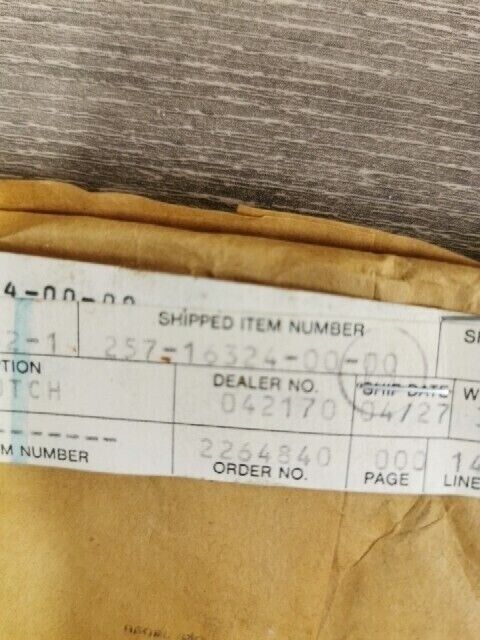 4-00-00
SHIPPED ITEM NUMBER
2-1 257-16324-00-00
TION DEALER NO. SHIP DATE W
UTCH 042170 04/27
M NUMBER 2264840 000 14
ORDER NO. PAGE LINE